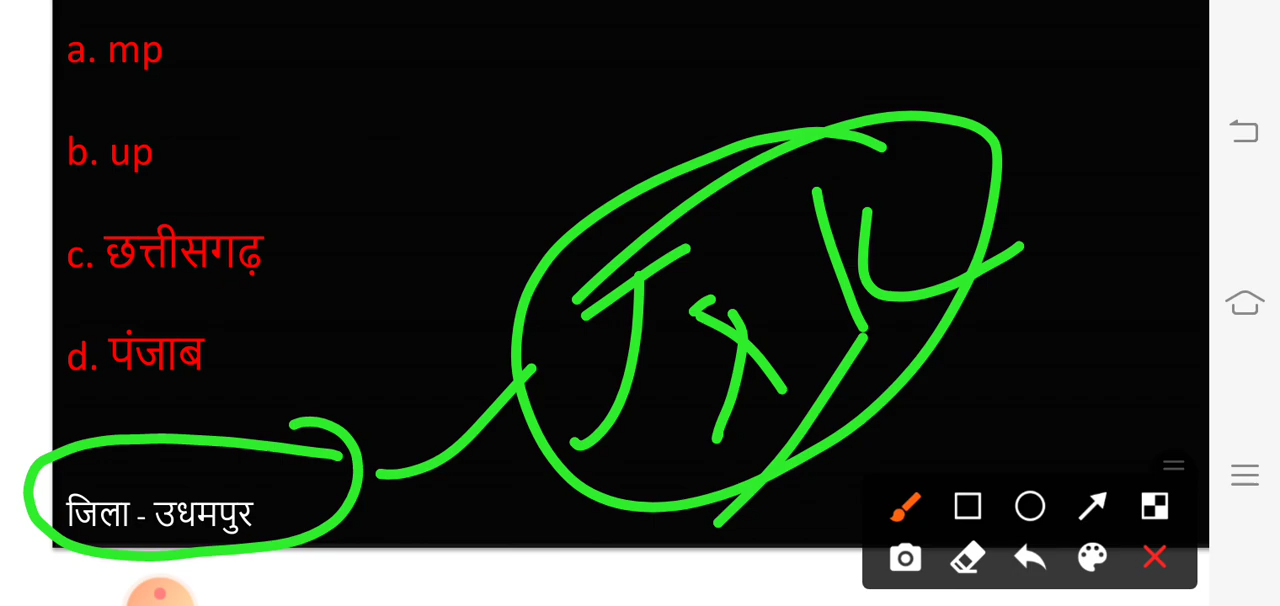 a. mp
b. up
c. छत्तीसगढ़
d. पंजाब
जिला - उधमपुर